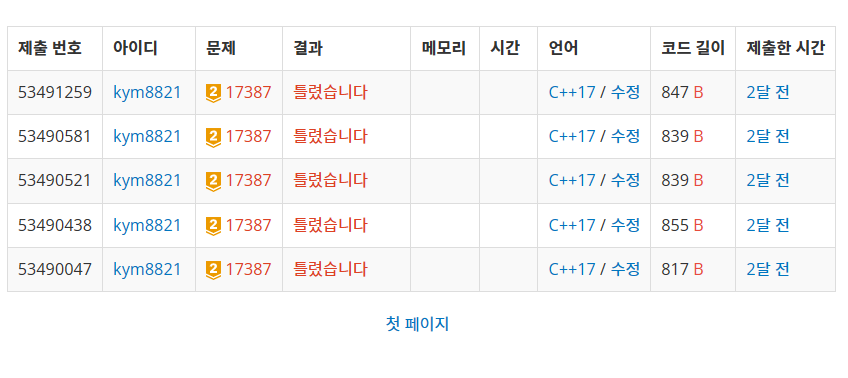 제출 번호 아이디 문제 결과 메모리 시간 언어 코드 길이 제출한 시간
53491259 kym8821 2 17387 틀렸습니다 C++17 / 수정 847 B 2달 전
53490581 kym8821 2 17387 틀렸습니다 C++17 / 수정 839 B 2달 전
53490521 kym8821 2 17387 틀렸습니다 C++17 / 수정 839 B 2달 전
53490438 kym8821 2 17387 틀렸습니다 C++17 / 수정 855 B 2달 전
53490047 kym8821 2 17387 틀렸습니다 C++17 / 수정 817 B 2달 전
첫 페이지